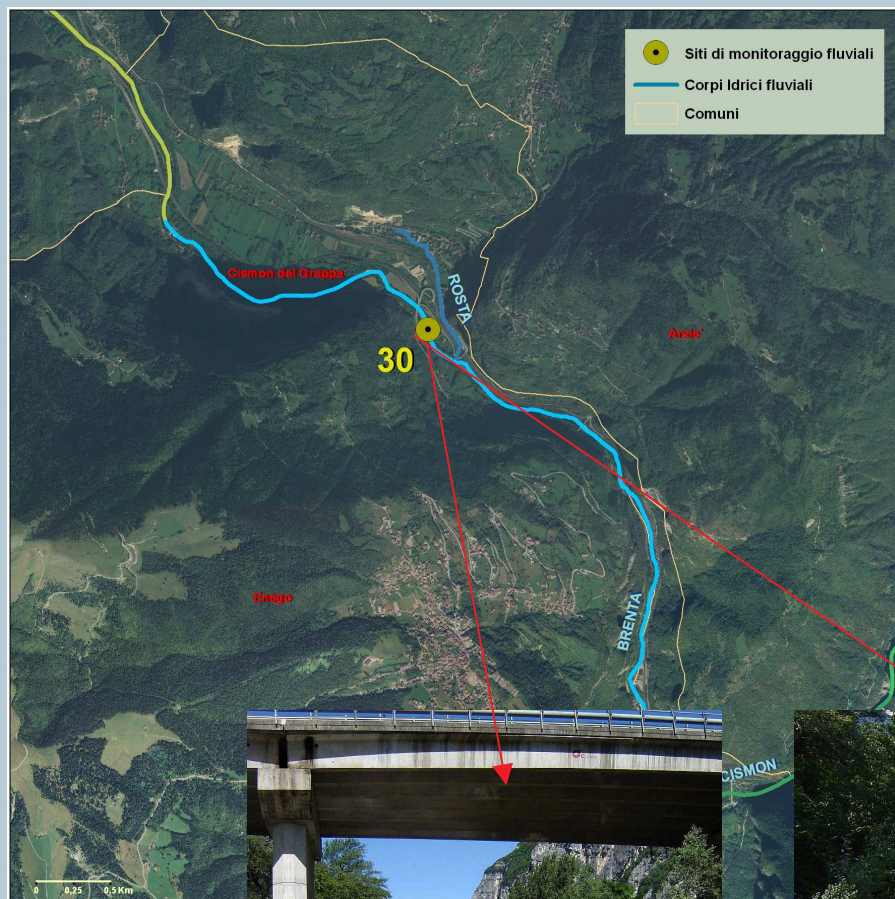 Siti di monitoraggio fluviali
Corpi Idrici fluviali
Comuni
Cismon del Grappa
ROSTA
Arsie'
30
Enego
BRENTA
CISMON
0 0,25 0,5 Km